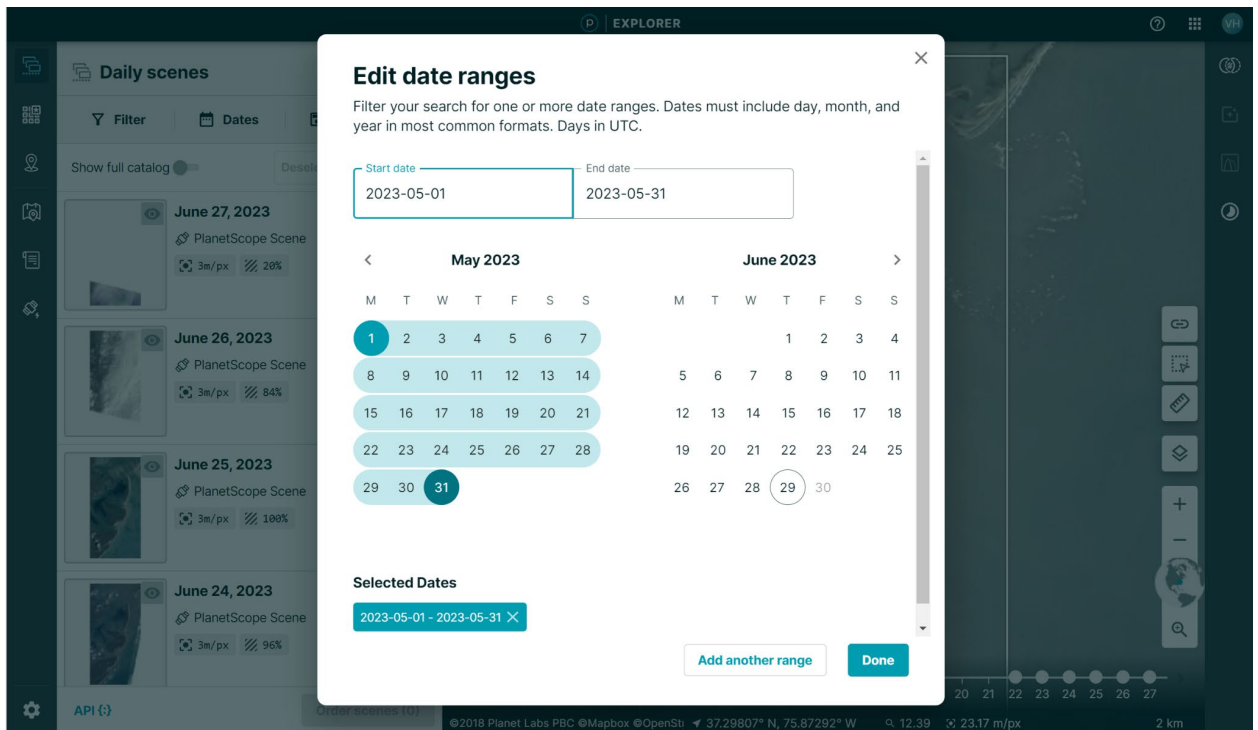 p EXPLORER
VH
Daily scenes
Filter
Dates
Show full catalog
Desele
June 27, 2023
PlanetScope Scene
3m/px 20%
June 26, 2023
PlanetScope Scene
3m/px 84%
June 25, 2023
PlanetScope Scene
3m/px 100%
June 24, 2023
PlanetScope Scene
3m/px 96%
API {:}
Order scenes (0)
Edit date ranges
Filter your search for one or more date ranges. Dates must include day, month, and
year in most common formats. Days in UTC.
Start date
2023-05-01
End date
2023-05-31
May 2023
M T W T F S S
1 2 3 4 5 6 7
8 9 10 11 12 13 14
15 16 17 18 19 20 21
22 23 24 25 26 27 28
29 30 31
June 2023
M T W T F S S
1 2 3 4
5 6 7 8 9 10 11
12 13 14 15 16 17 18
19 20 21 22 23 24 25
26 27 28 29 30
Selected Dates
2023-05-01 - 2023-05-31
Add another range
Done
20 21 22 23 24 25 26 27
©2018 Planet Labs PBC ©Mapbox ©OpenSt 37.29807° N, 75.87292° W 12.39 23.17 m/px 2 km